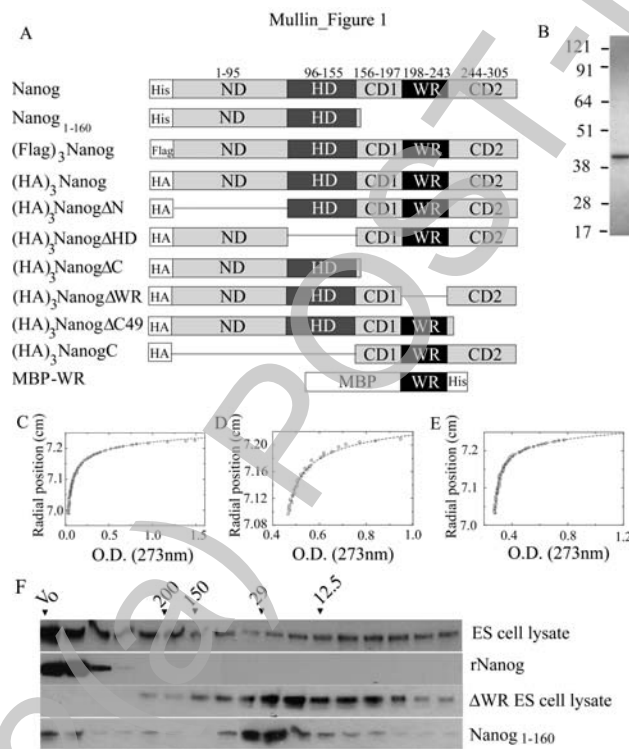 Mullin_Figure 1
A
B
1-95 96-155 156-197 198-243 244-305
Nanog His ND HD CD1 WR CD2
Nanog 1-160 His ND HD
(Flag)3Nanog Flag ND HD CD1 WR CD2
(HA)3Nanog HA ND HD CD1 WR CD2
(HA)3NanogΔN HA HD CD1 WR CD2
(HA)3NanogΔHD HA ND CD1 WR CD2
(HA)3NanogΔC HA ND HD
(HA)3NanogΔWR HA ND HD CD1 CD2
(HA)3NanogΔC49 HA ND HD CD1 WR
(HA)3NanogC HA CD1 WR CD2
MBP-WR MBP WR His
121
91
64
51
38
28
17
C
Radial position (cm)
7.2
7.1
7.0
0.0 0.5 1.0 1.5
O.D. (273nm)
D
Radial position (cm)
7.20
7.16
7.12
7.08
0.4 0.6 0.8 1.0
O.D. (273nm)
E
Radial position (cm)
7.2
7.1
7.0
0.4 0.8 1.2
O.D. (273nm)
F
Vo 200 150 29 12.5
ES cell lysate
rNanog
ΔWR ES cell lysate
Nanog 1-160